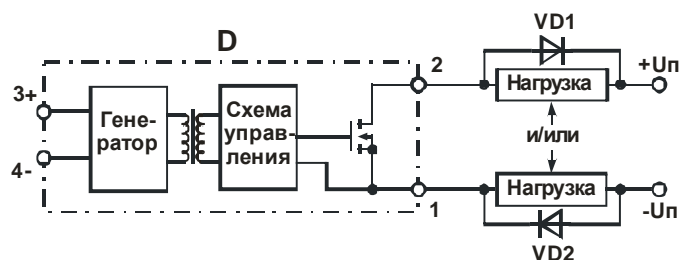 D
VD1
2
+Uп
3+
Гене-
ратор
Схема
управ-
ления
Нагрузка
и/или
4-
Нагрузка
1
-Uп
VD2